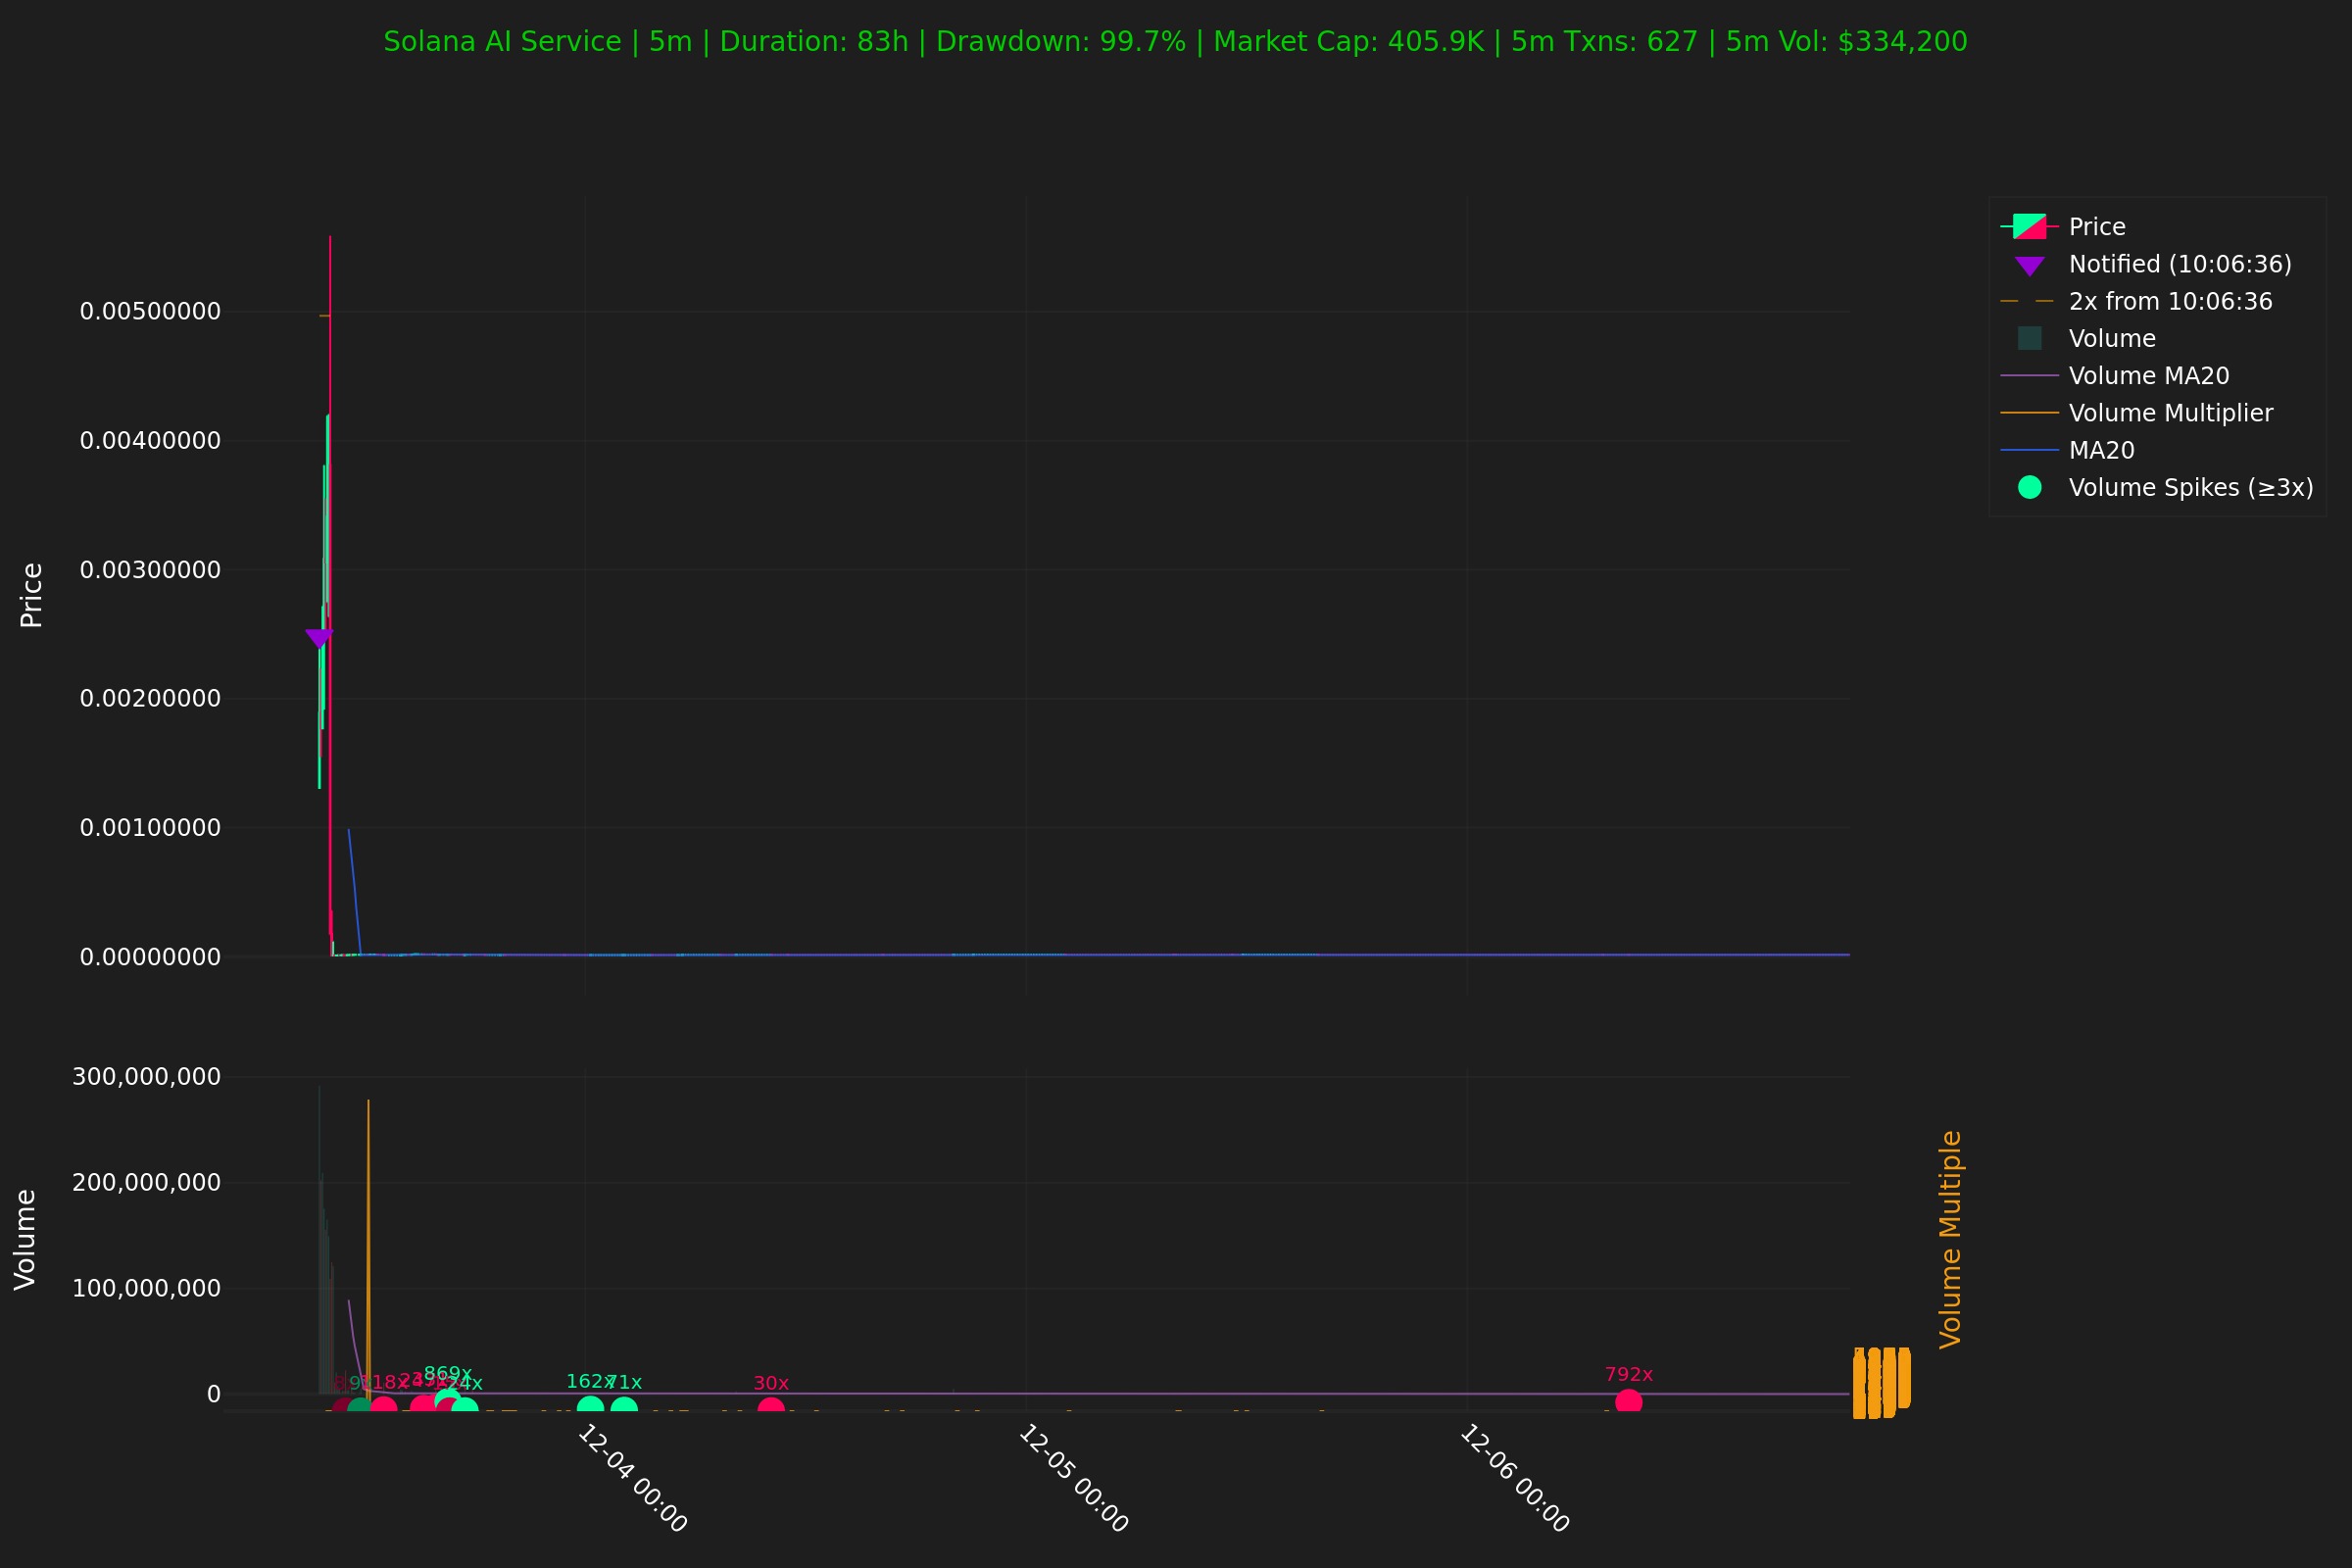 Solana AI Service | 5m | Duration: 83h | Drawdown: 99.7% | Market Cap: 405.9K | 5m Txns: 627 | 5m Vol: $334,200
Price
Notified (10:06:36)
2x from 10:06:36
Volume
Volume MA20
Volume Multiplier
MA20
Volume Spikes (≥3x)
Price
0.00500000
0.00400000
0.00300000
0.00200000
0.00100000
0.00000000
Volume
300,000,000
200,000,000
100,000,000
0
869x
24x
162x
71x
30x
792x
Volume Multiple
12-04 00:00
12-05 00:00
12-06 00:00